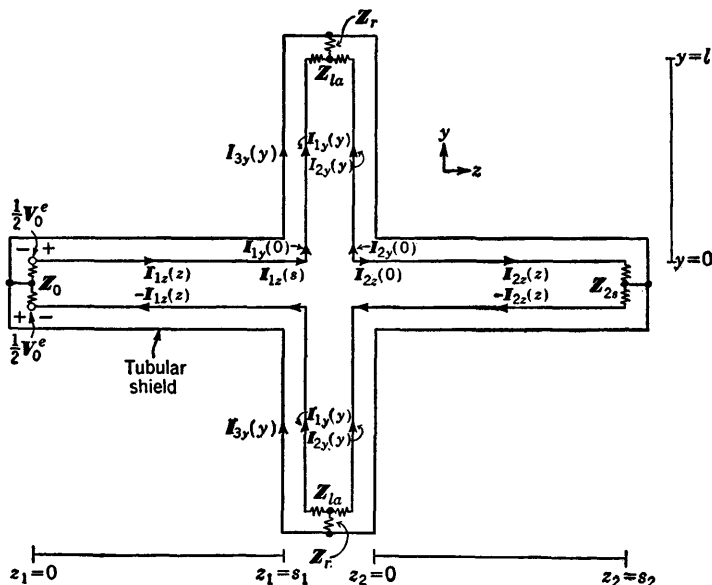 Z_r
Z_la
y=l
I_3y(y)
I_1y(y)
I_2y(y)
y
z
½V_0^e
− +
I_1y(0)
−I_2y(0)
I_1z(z)
I_1z(s)
I_2z(0)
I_2z(z)
y=0
Z_0
Z_2s
−I_1z(z)
−I_2z(z)
+ −
½V_0^e
Tubular
shield
I_3y(y)
I_1y(y)
I_2y(y)
Z_la
Z_r
z_1=0
z_1=s_1
z_2=0
z_2=s_2